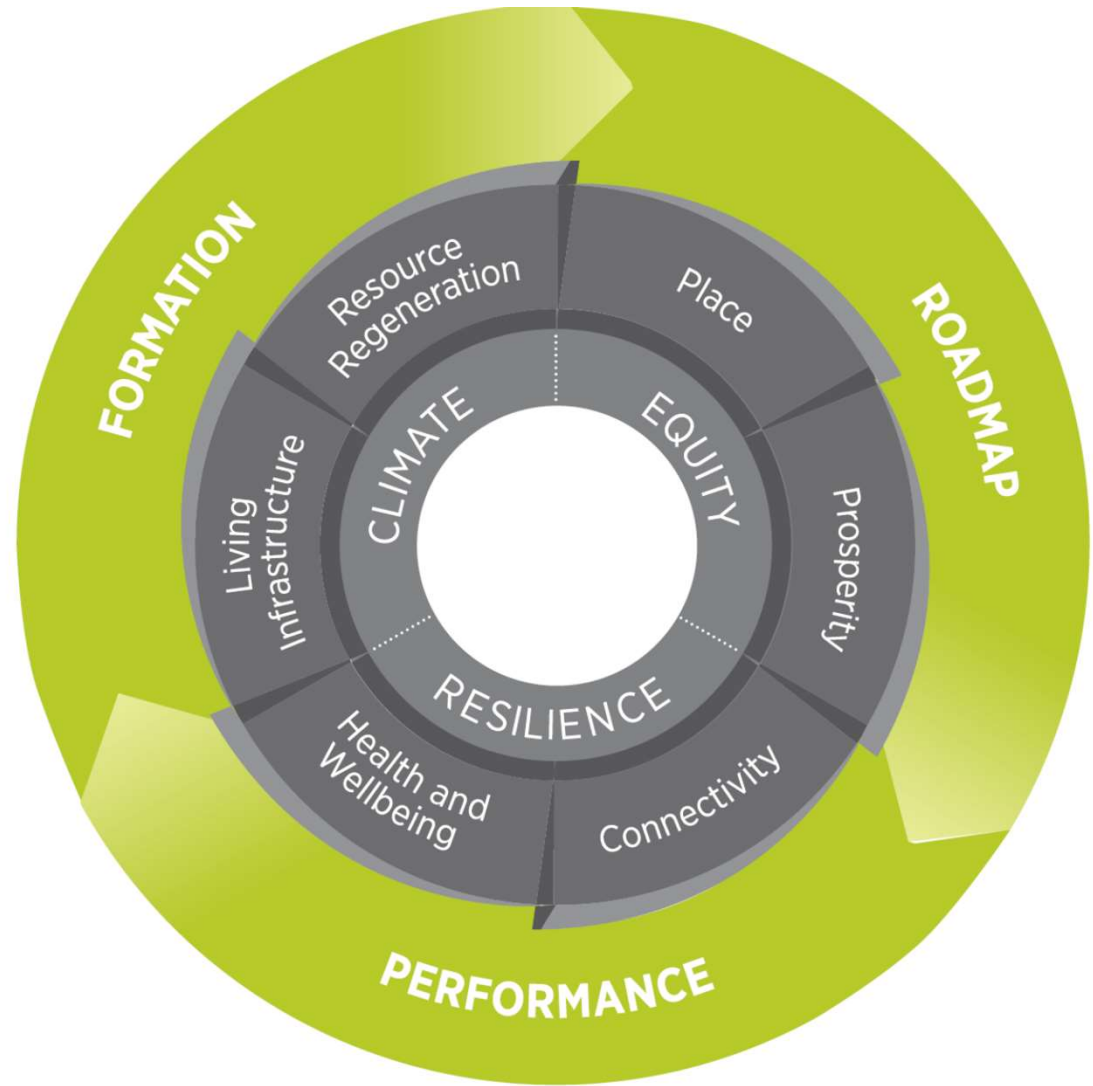 FORMATION
ROADMAP
PERFORMANCE
Resource
Regeneration
Place
Prosperity
Connectivity
Health and
Wellbeing
Living
Infrastructure
CLIMATE
EQUITY
RESILIENCE